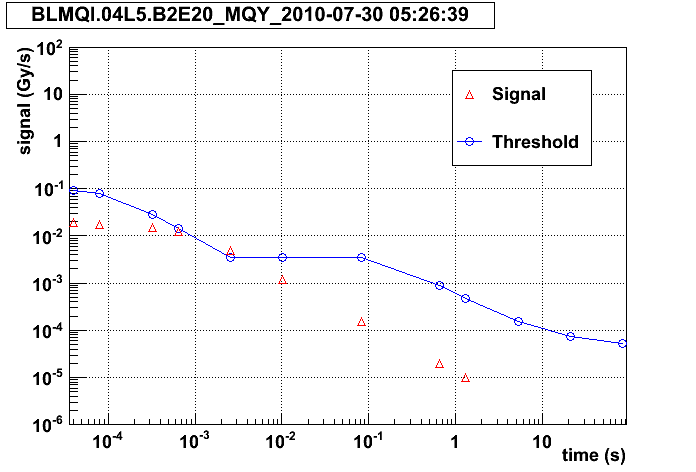 BLMQI.04L5.B2E20_MQY_2010-07-30 05:26:39
signal (Gy/s)
10²
10
1
10⁻¹
10⁻²
10⁻³
10⁻⁴
10⁻⁵
10⁻⁶
Signal
Threshold
10⁻⁴ 10⁻³ 10⁻² 10⁻¹ 1 10
time (s)